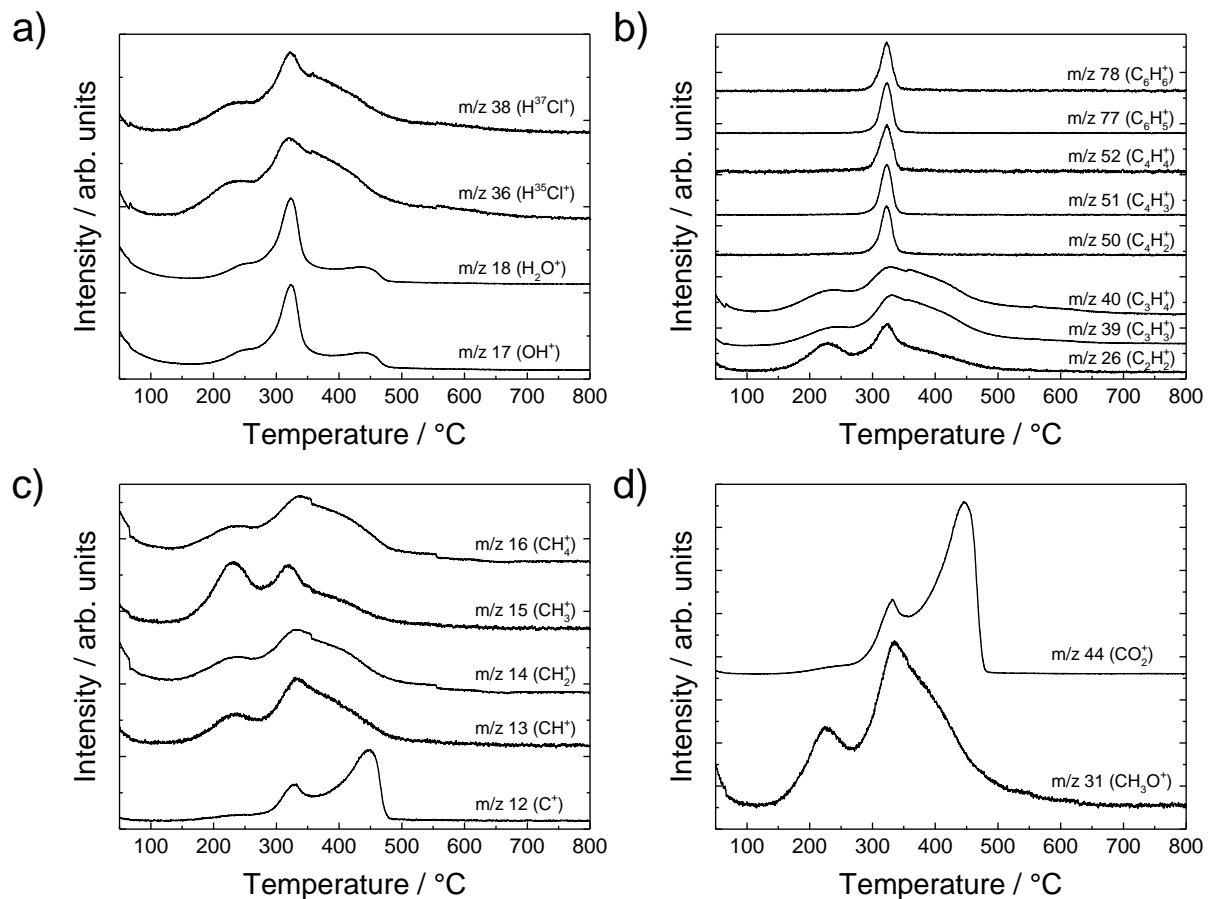 a)
Intensity / arb. units
m/z 38 (H³⁷Cl⁺)
m/z 36 (H³⁵Cl⁺)
m/z 18 (H₂O⁺)
m/z 17 (OH⁺)
100 200 300 400 500 600 700 800
Temperature / °C
b)
Intensity / arb. units
m/z 78 (C₆H₆⁺)
m/z 77 (C₆H₅⁺)
m/z 52 (C₄H₄⁺)
m/z 51 (C₄H₃⁺)
m/z 50 (C₄H₂⁺)
m/z 40 (C₃H₄⁺)
m/z 39 (C₃H₃⁺)
m/z 26 (C₂H₂⁺)
100 200 300 400 500 600 700 800
Temperature / °C
c)
Intensity / arb. units
m/z 16 (CH₄⁺)
m/z 15 (CH₃⁺)
m/z 14 (CH₂⁺)
m/z 13 (CH⁺)
m/z 12 (C⁺)
100 200 300 400 500 600 700 800
Temperature / °C
d)
Intensity / arb. units
m/z 44 (CO₂⁺)
m/z 31 (CH₃O⁺)
100 200 300 400 500 600 700 800
Temperature / °C